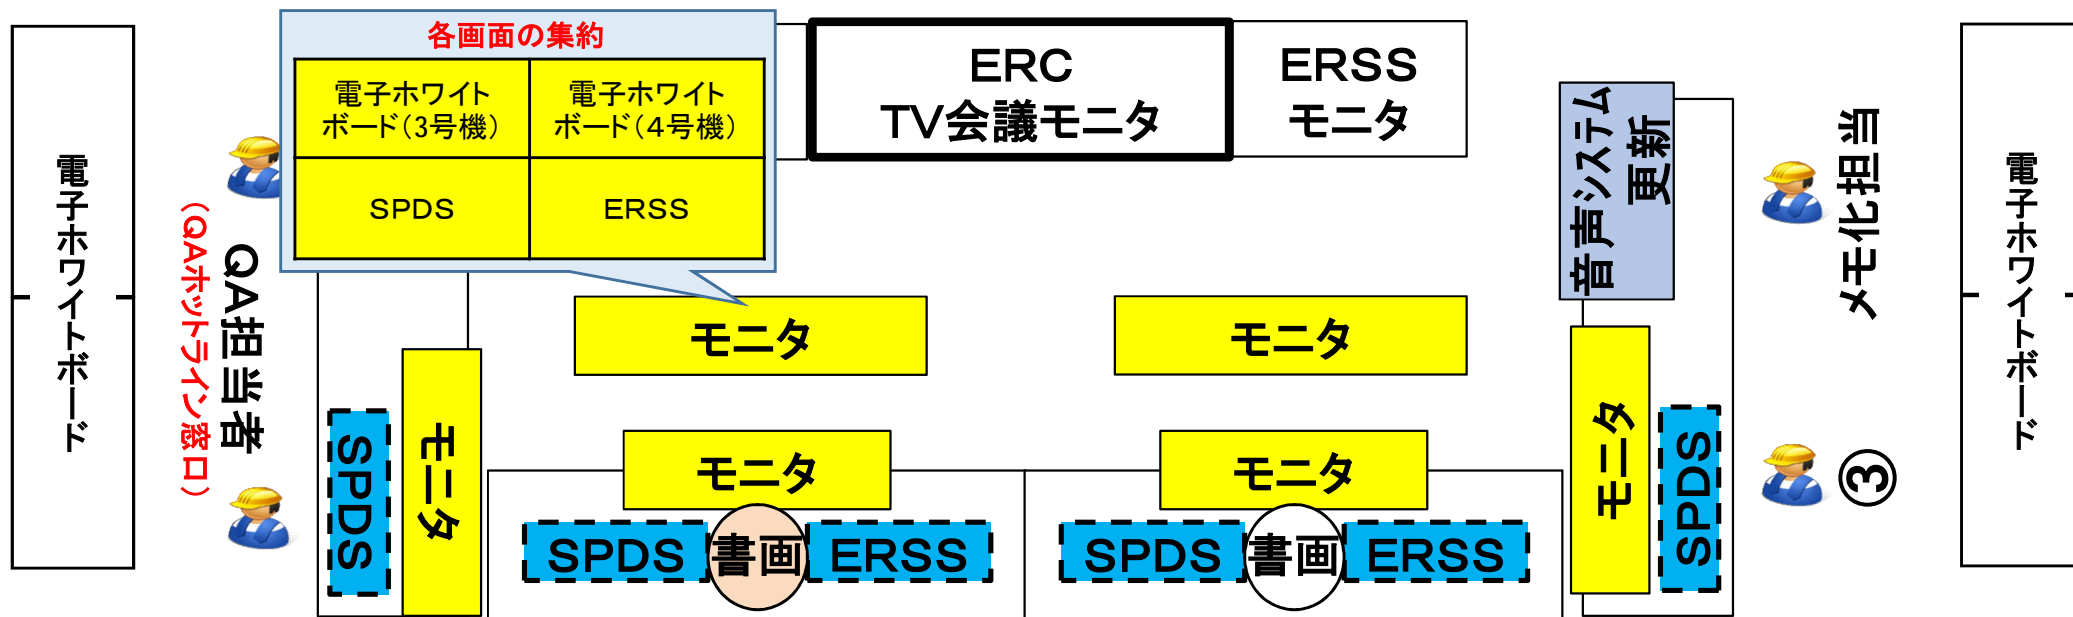 各画面の集約
電子ホワイト
ボード（3号機）
電子ホワイト
ボード（４号機）
SPDS
ERSS
ERC
TV会議モニタ
ERSS
モニタ
電子ホワイトボード
QA担当者
（QAホットライン窓口）
音声システム
更新
メモ化担当
③
電子ホワイトボード
モニタ
モニタ
SPDS
モニタ
モニタ
モニタ
モニタ
SPDS
SPDS
書画
ERSS
SPDS
書画
ERSS